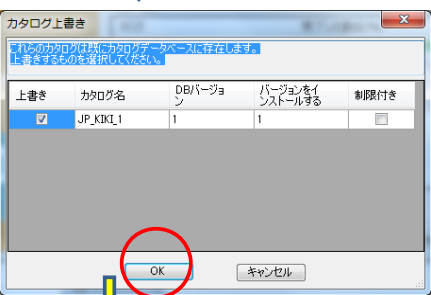 カタログ上書き
これらのカタログは既にカタログデータベースに存在します。
上書きするものを選択してください。
上書き
カタログ名
DBバージョ
ン
バージョンをイ
ンストールする
制限付き
JP_KIKI_1
1
1
OK
キャンセル